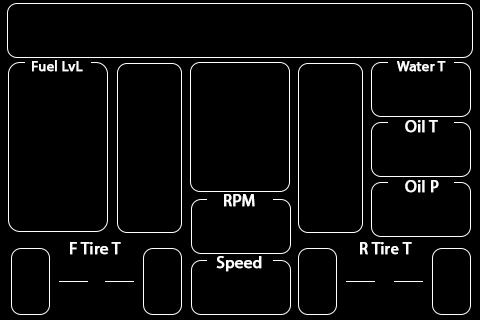 Fuel LvL
Water T
Oil T
Oil P
RPM
F Tire T
R Tire T
Speed